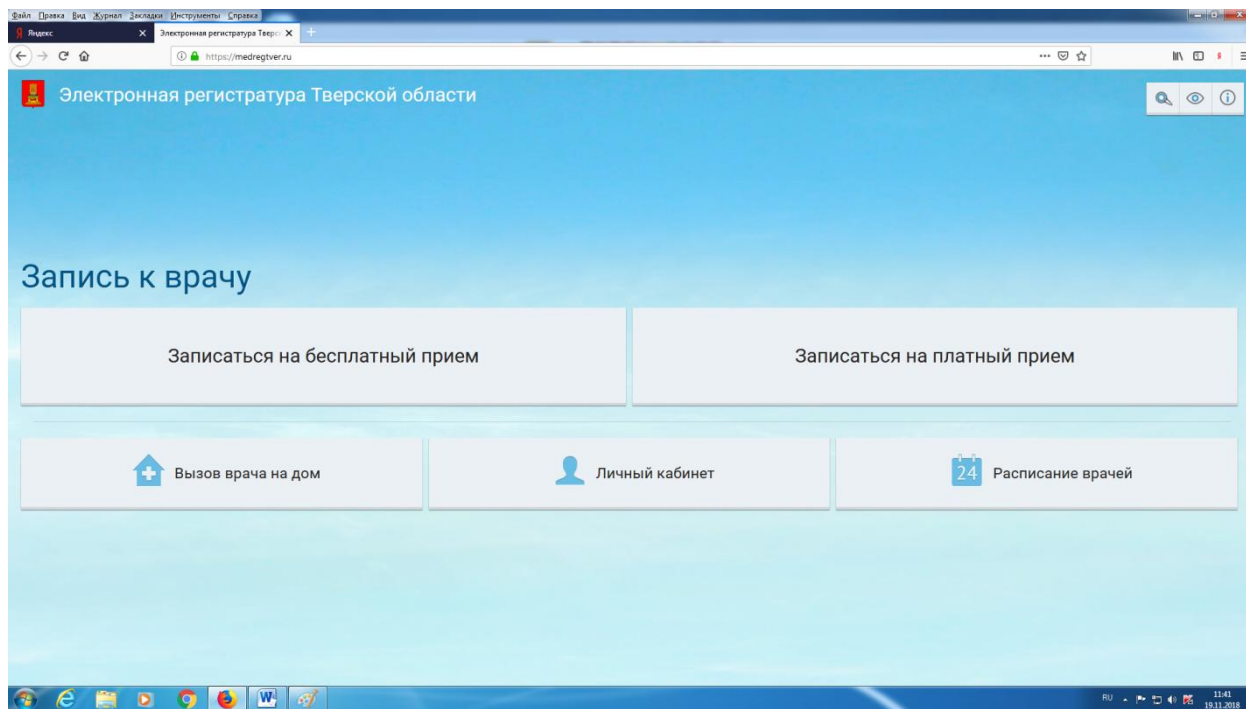 Файл Правка Вид Журнал Закладки Инструменты Справка
Яндекс
Электронная регистратура Тверс
https://medregtver.ru
Электронная регистратура Тверской области
Запись к врачу
Записаться на бесплатный прием
Записаться на платный прием
Вызов врача на дом
Личный кабинет
24
Расписание врачей
RU
11:41
19.11.2018